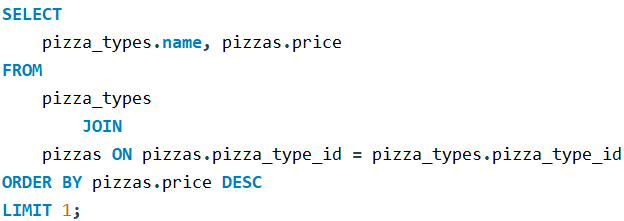 SELECT
    pizza_types.name, pizzas.price
FROM
    pizza_types
        JOIN
    pizzas ON pizzas.pizza_type_id = pizza_types.pizza_type_id
ORDER BY pizzas.price DESC
LIMIT 1;